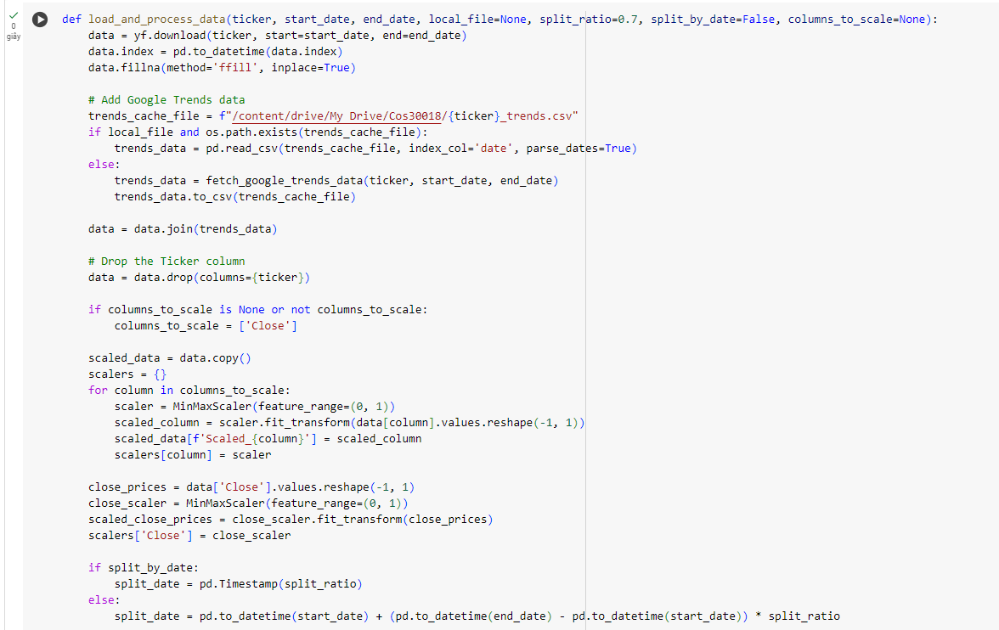 0
giây
def load_and_process_data(ticker, start_date, end_date, local_file=None, split_ratio=0.7, split_by_date=False, columns_to_scale=None):
    data = yf.download(ticker, start=start_date, end=end_date)
    data.index = pd.to_datetime(data.index)
    data.fillna(method='ffill', inplace=True)

    # Add Google Trends data
    trends_cache_file = f"/content/drive/My Drive/Cos30018/{ticker}_trends.csv"
    if local_file and os.path.exists(trends_cache_file):
        trends_data = pd.read_csv(trends_cache_file, index_col='date', parse_dates=True)
    else:
        trends_data = fetch_google_trends_data(ticker, start_date, end_date)
        trends_data.to_csv(trends_cache_file)

    data = data.join(trends_data)

    # Drop the Ticker column
    data = data.drop(columns={ticker})

    if columns_to_scale is None or not columns_to_scale:
        columns_to_scale = ['Close']

    scaled_data = data.copy()
    scalers = {}
    for column in columns_to_scale:
        scaler = MinMaxScaler(feature_range=(0, 1))
        scaled_column = scaler.fit_transform(data[column].values.reshape(-1, 1))
        scaled_data[f'Scaled_{column}'] = scaled_column
        scalers[column] = scaler

    close_prices = data['Close'].values.reshape(-1, 1)
    close_scaler = MinMaxScaler(feature_range=(0, 1))
    scaled_close_prices = close_scaler.fit_transform(close_prices)
    scalers['Close'] = close_scaler

    if split_by_date:
        split_date = pd.Timestamp(split_ratio)
    else:
        split_date = pd.to_datetime(start_date) + (pd.to_datetime(end_date) - pd.to_datetime(start_date)) * split_ratio